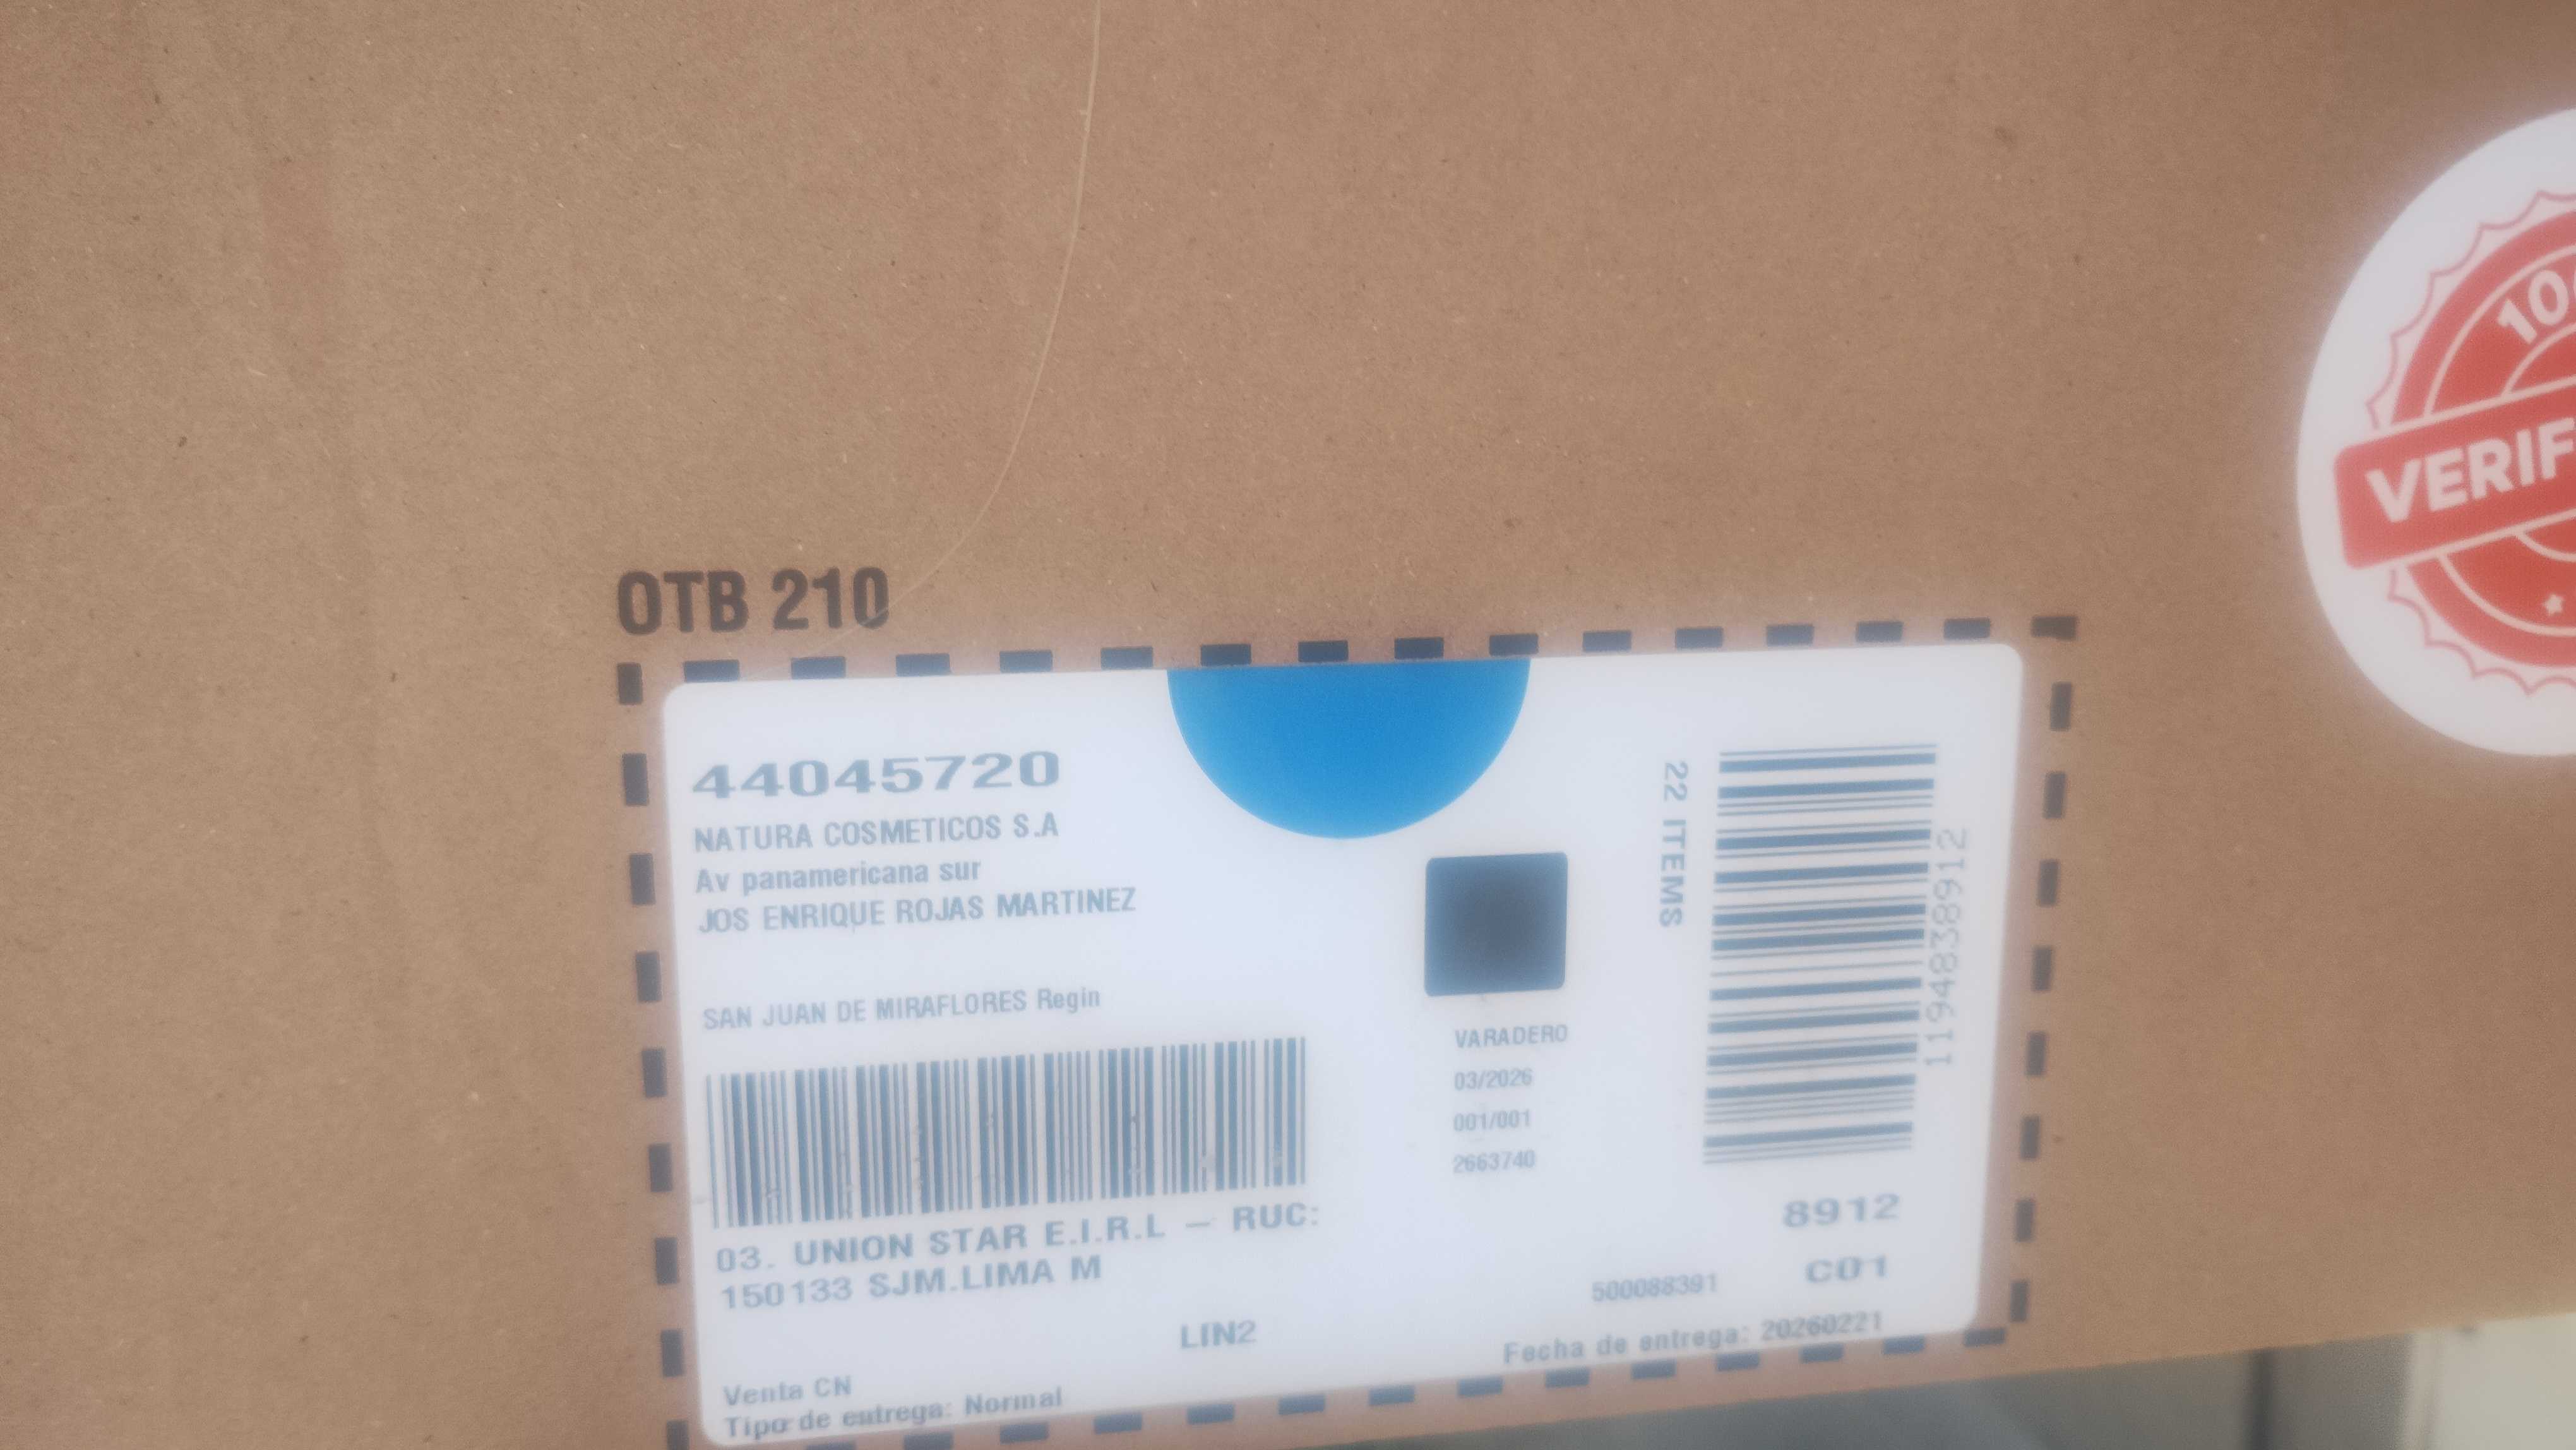 OTB 210
44045720
NATURA COSMETICOS S.A
Av panamericana sur
JOS ENRIQUE ROJAS MARTINEZ
SAN JUAN DE MIRAFLORES Regin
03. UNION STAR E.I.R.L – RUC:
150133 SJM.LIMA M
LIN2
Venta CN
Tipo de entrega: Normal
VARADERO
03/2026
001/001
2663740
22 ITEMS
1194838912
8912
C01
500088391
Fecha de entrega: 20260221
10
VERIF